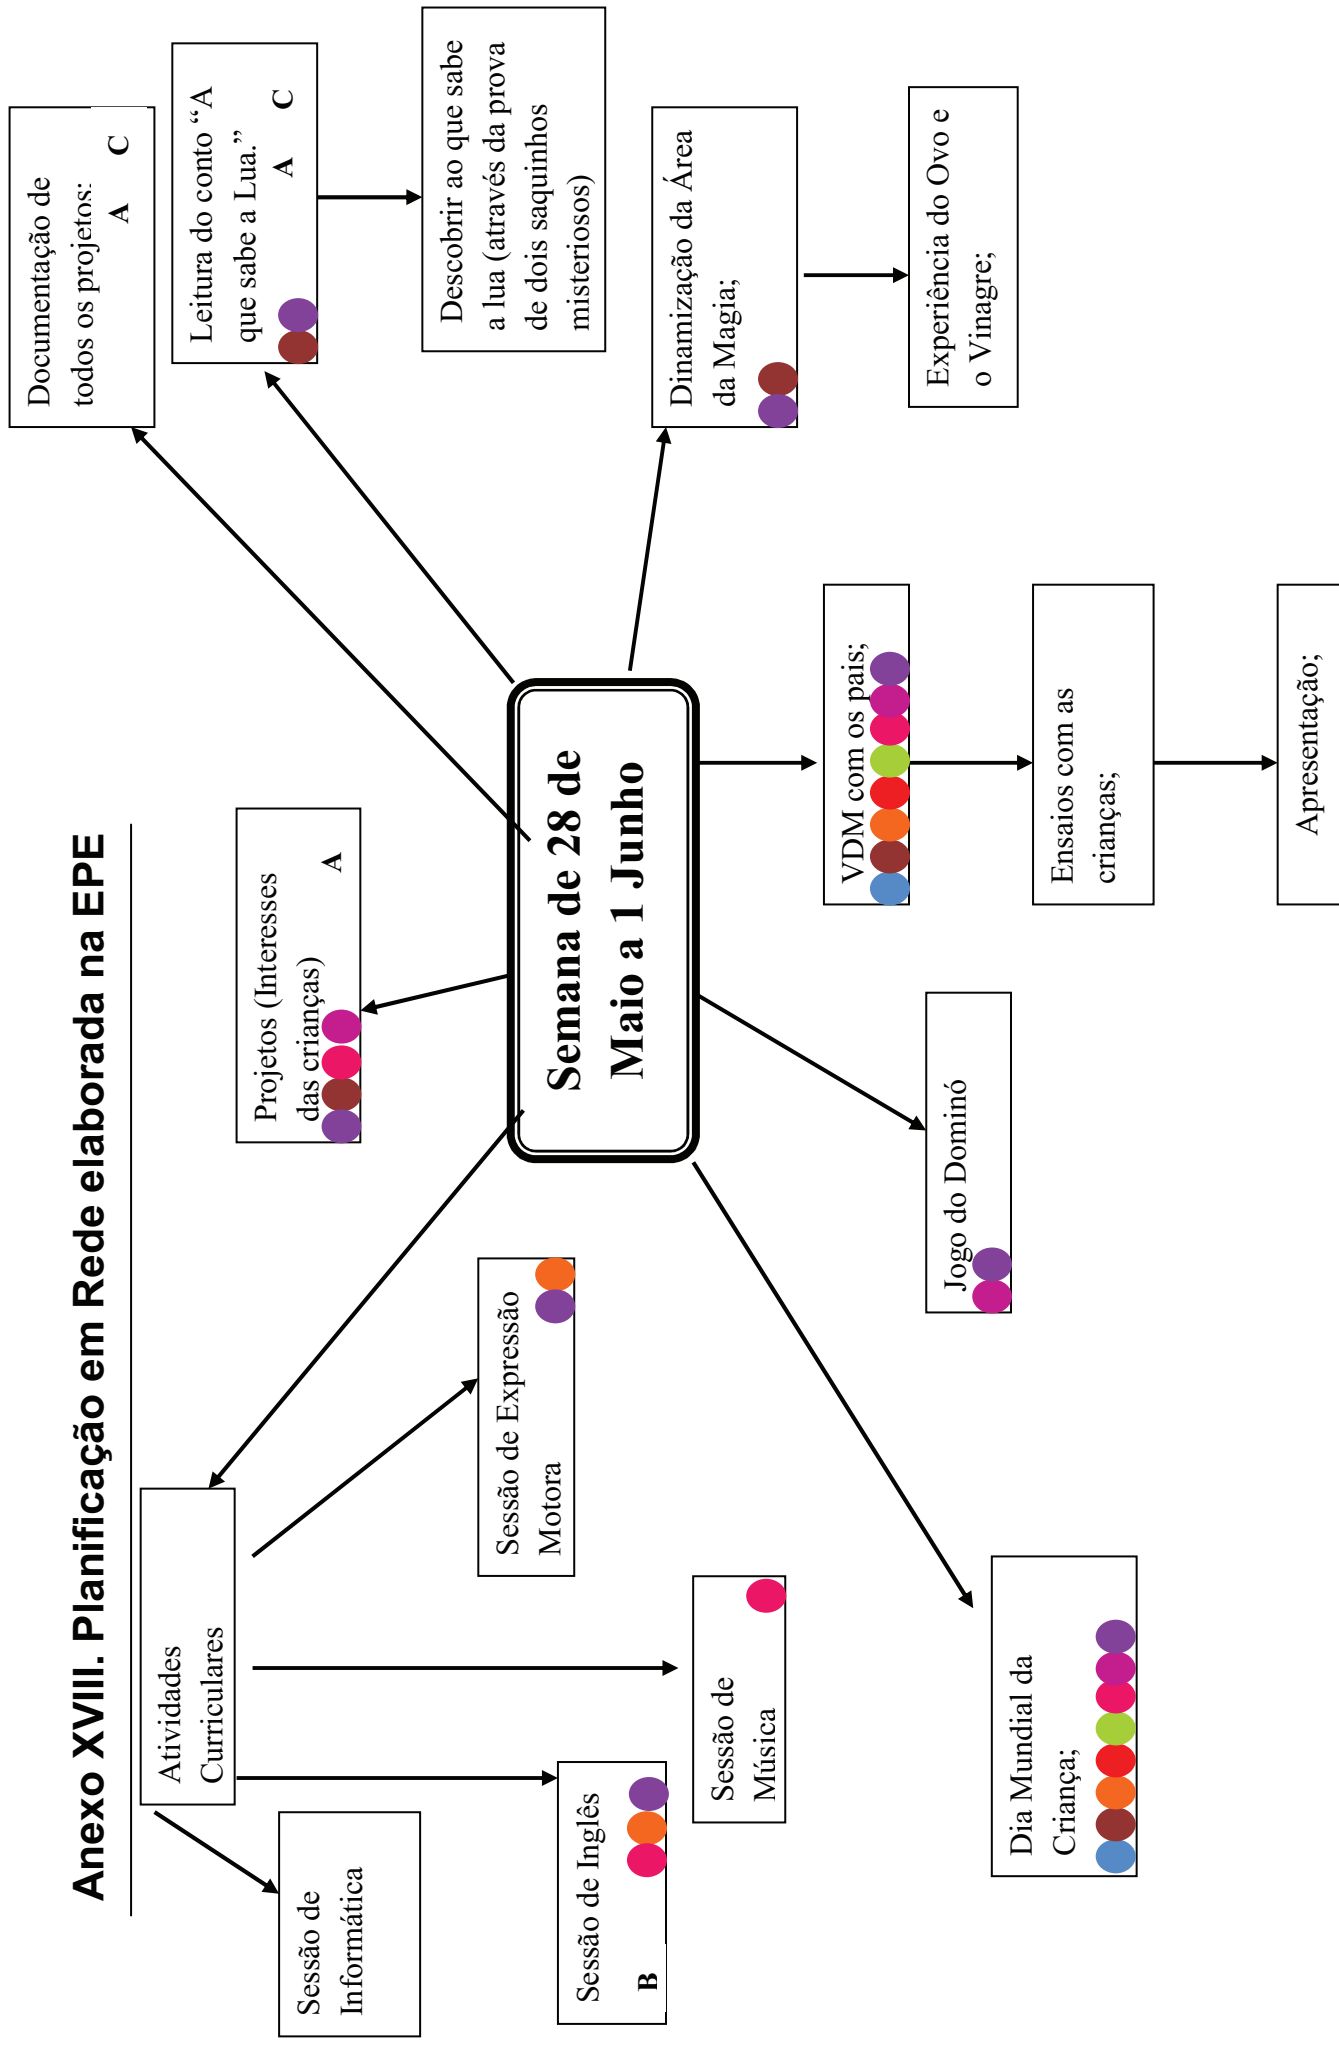 Anexo XVIII. Planificação em Rede elaborada na EPE
Atividades
Curriculares
Sessão de
Informática
Sessão de Inglês
B
Sessão de
Música
Sessão de Expressão
Motora
Projetos (Interesses
das crianças)
A
Documentação de
todos os projetos:
A C
Leitura do conto “A
que sabe a Lua.”
A C
Descobrir ao que sabe
a lua (através da prova
de dois saquinhos
misteriosos)
Semana de 28 de
Maio a 1 Junho
Dinamização da Área
da Magia;
Experiência do Ovo e
o Vinagre;
VDM com os pais;
Ensaios com as
crianças;
Apresentação;
Jogo do Dominó
Dia Mundial da
Criança;